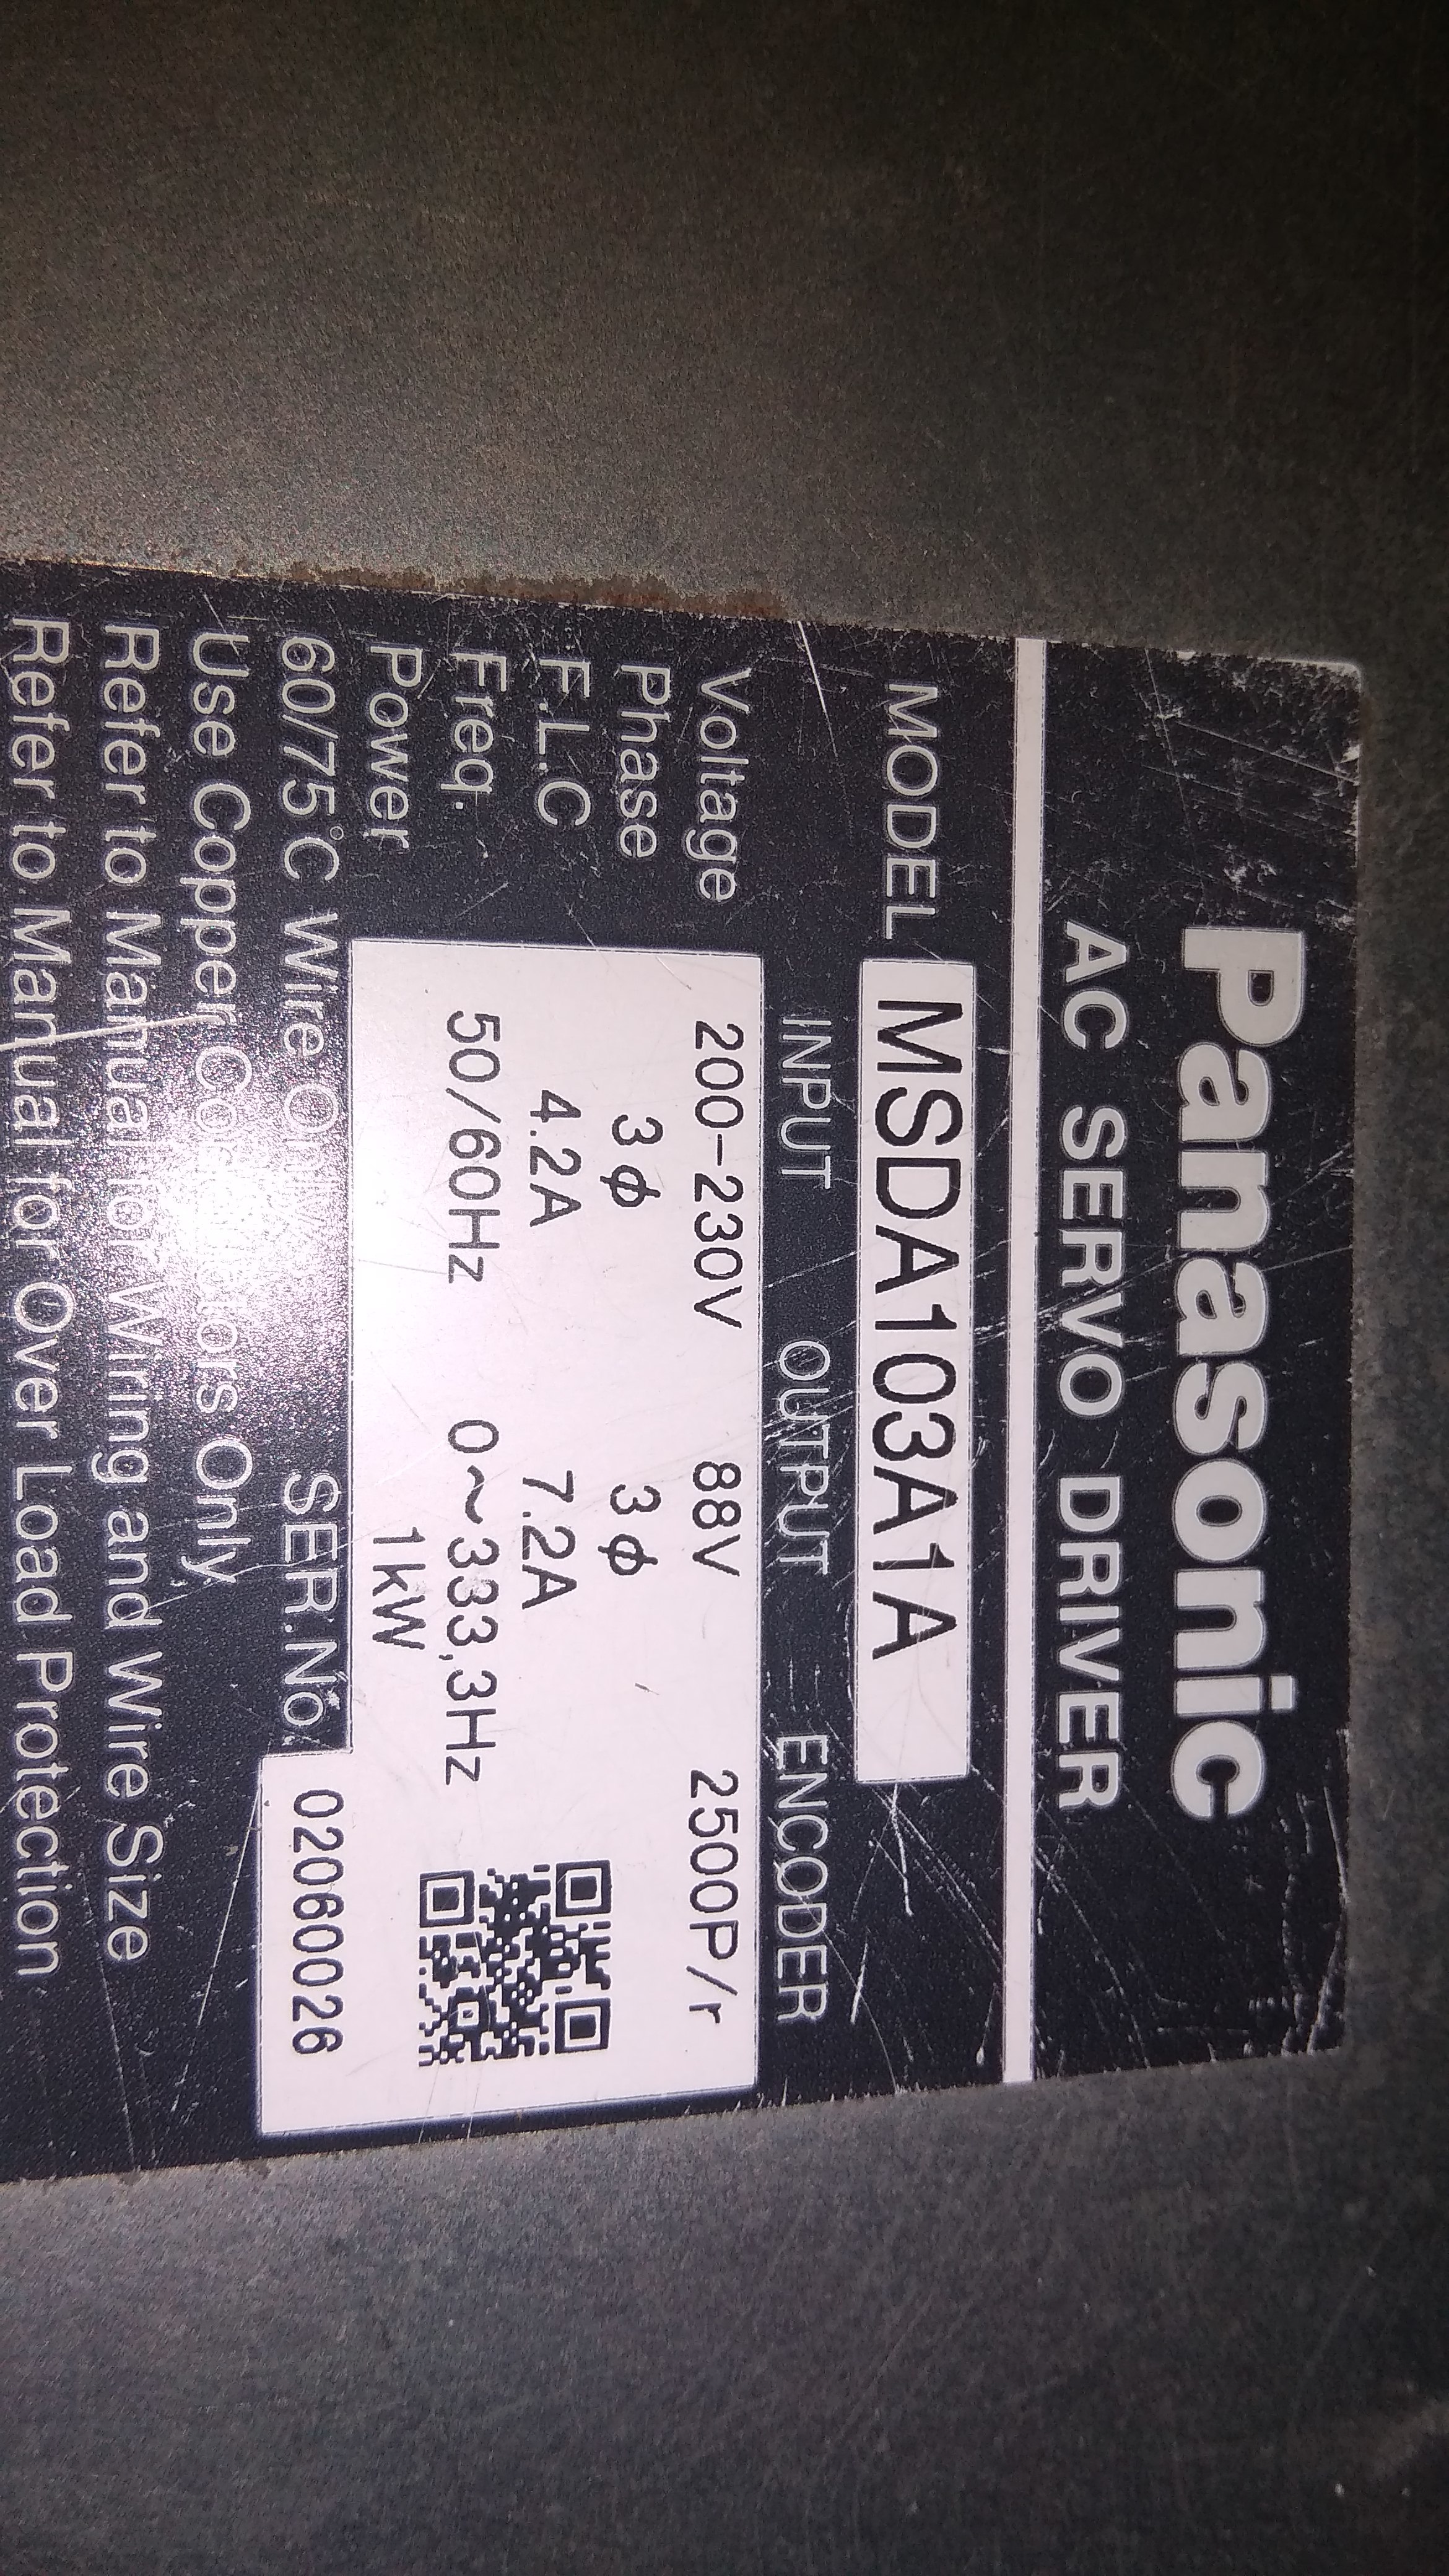 Panasonic
AC SERVO DRIVER
MODEL MSDA103A1A
INPUT OUTPUT ENCODER
Voltage 200-230V 88V 2500P/r
Phase 3ϕ 3ϕ
F.L.C 4.2A 7.2A
Freq. 50/60Hz 0~333.3Hz
Power 1kW
60/75°C Wire Only SER.No. 02060026
Use Copper Conductors Only
Refer to Manual for Wiring and Wire Size
Refer to Manual for Over Load Protection